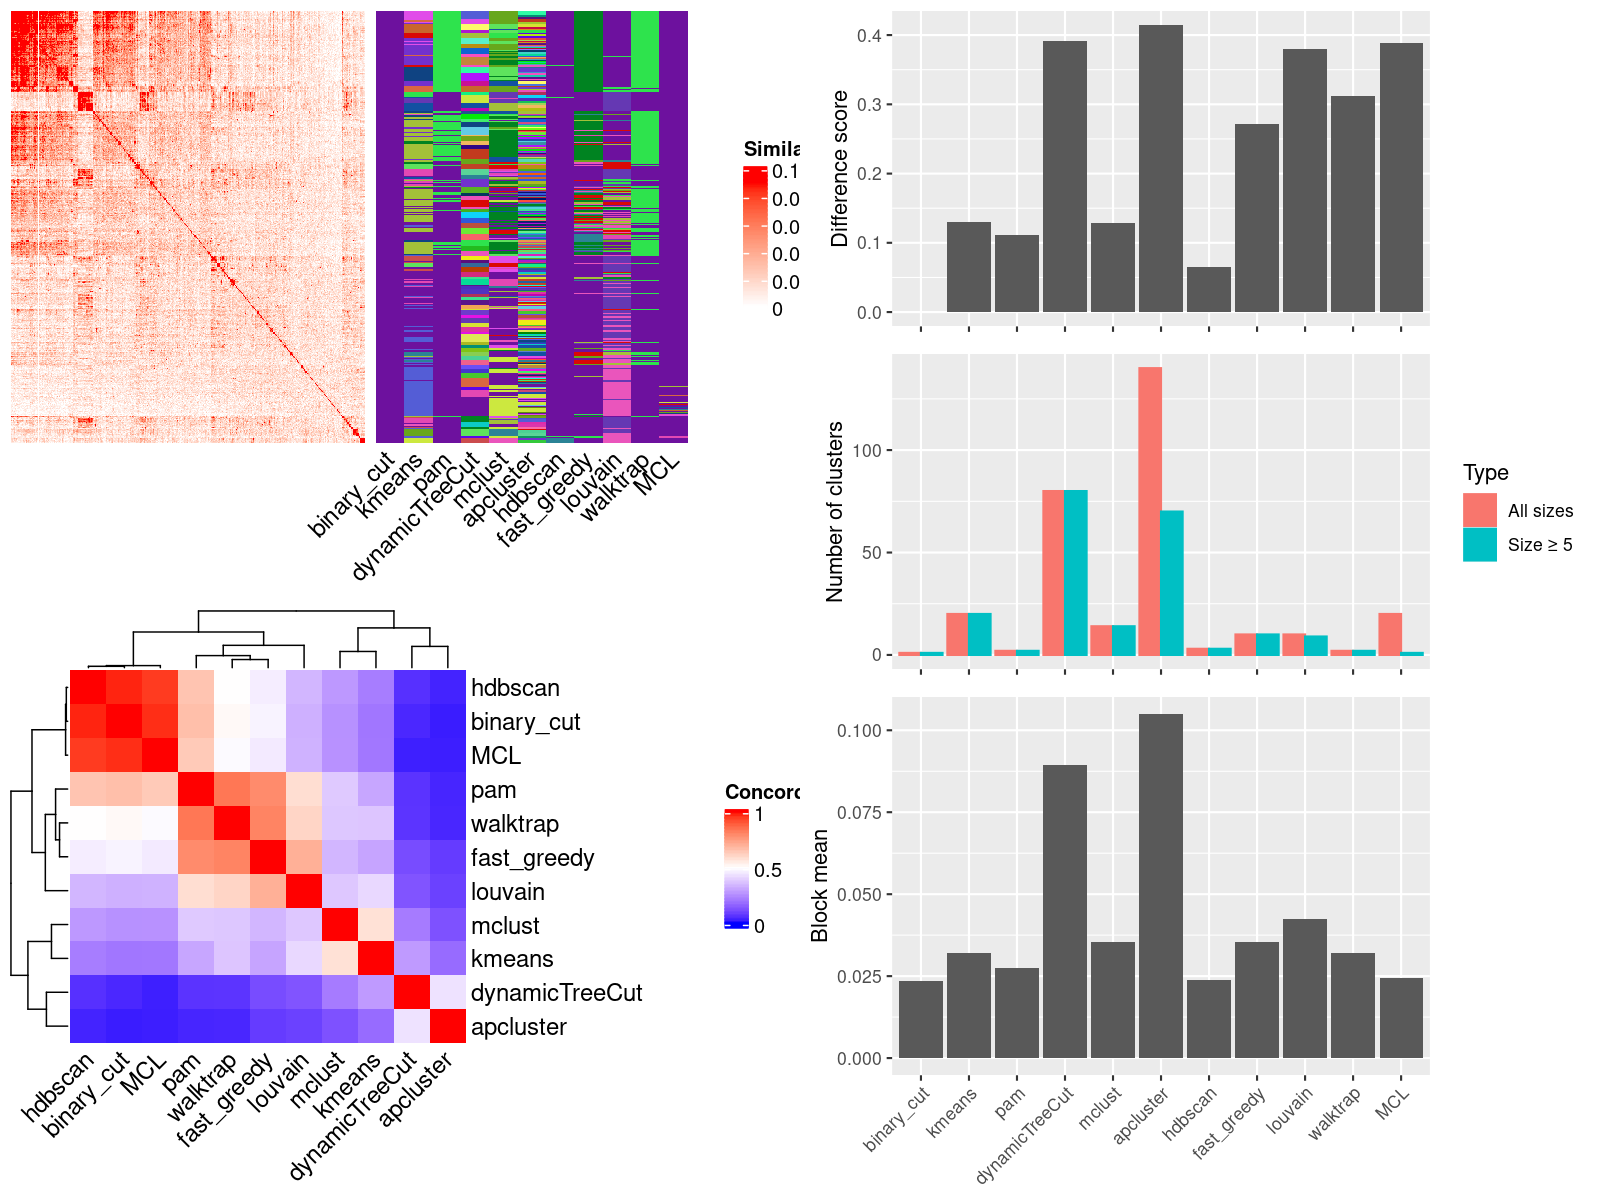 Simila
0.1
0.0
0.0
0.0
0.0
0
binary_cut
kmeans
pam
dynamicTreeCut
mclust
apcluster
hdbscan
fast_greedy
louvain
walktrap
MCL
hdbscan
binary_cut
MCL
pam
walktrap
fast_greedy
louvain
mclust
kmeans
dynamicTreeCut
apcluster
hdbscan
binary_cut
MCL
pam
walktrap
fast_greedy
louvain
mclust
kmeans
dynamicTreeCut
apcluster
Concord
1
0.5
0
Difference score
0.4
0.3
0.2
0.1
0.0
Number of clusters
100
50
0
Type
All sizes
Size ≥ 5
Block mean
0.100
0.075
0.050
0.025
0.000
binary_cut
kmeans
pam
dynamicTreeCut
mclust
apcluster
hdbscan
fast_greedy
louvain
walktrap
MCL